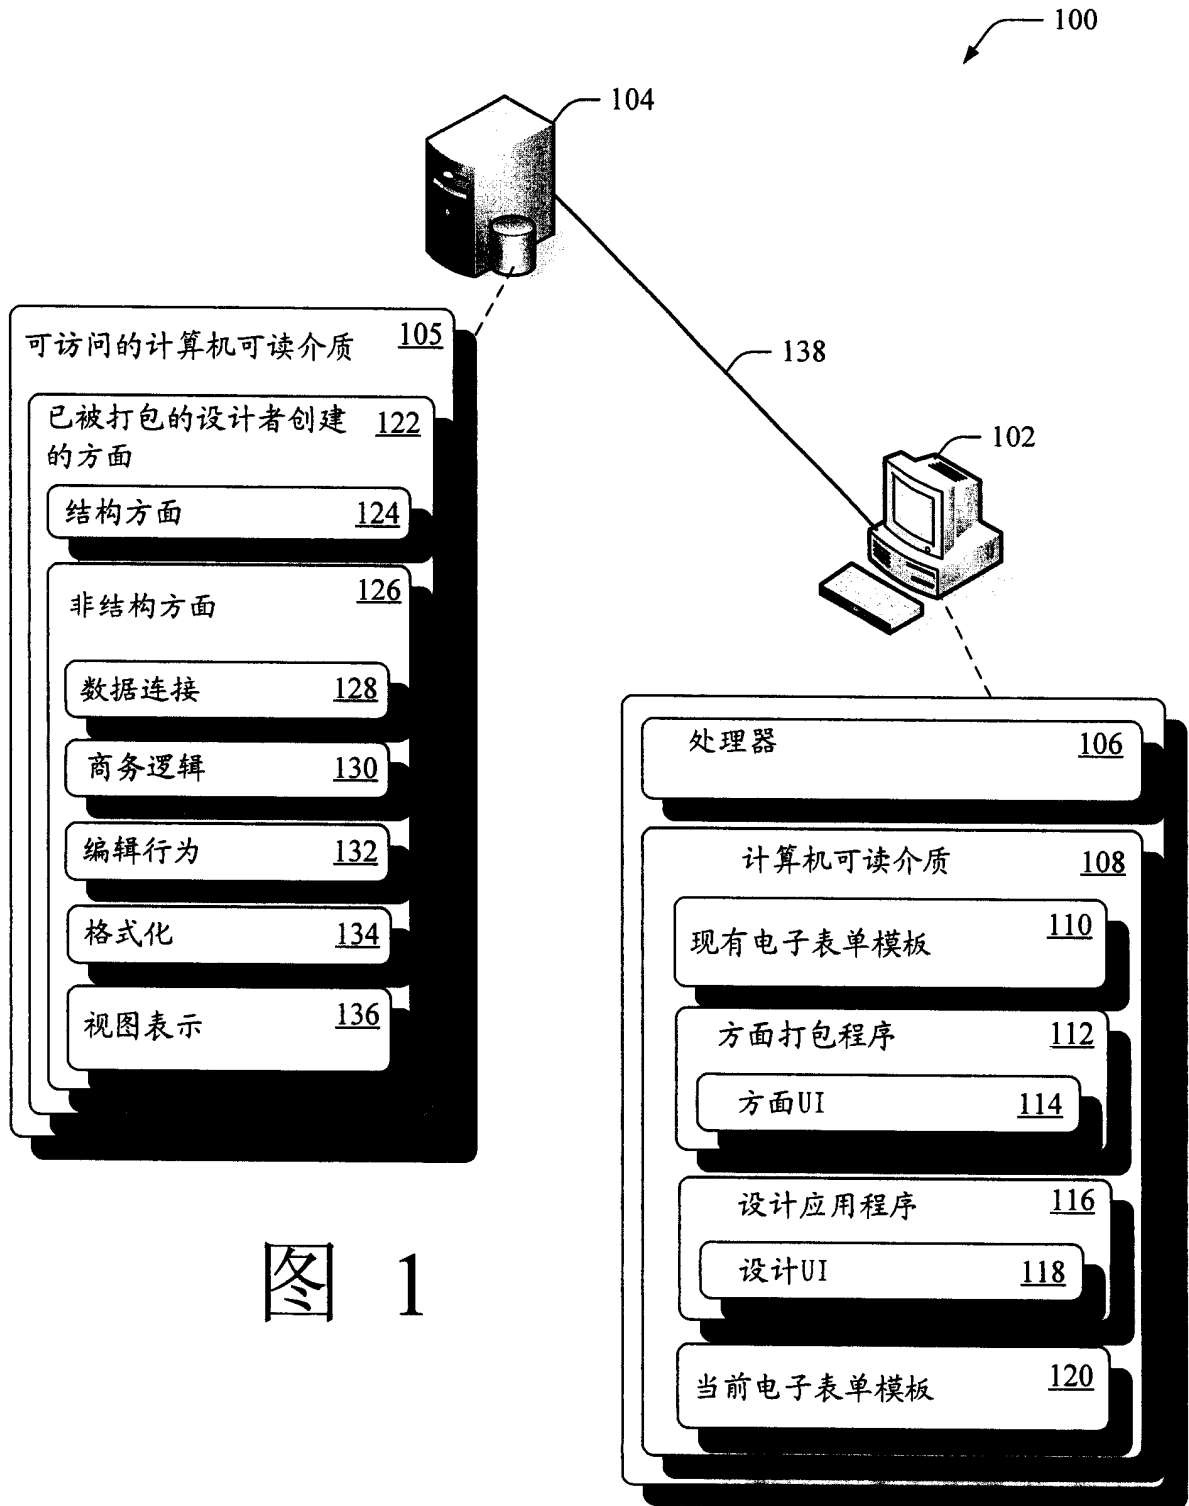 100
104
138
102
可访问的计算机可读介质 105
已被打包的设计者创建 122
的方面
结构方面 124
非结构方面 126
数据连接 128
商务逻辑 130
编辑行为 132
格式化 134
视图表示 136
处理器 106
计算机可读介质 108
现有电子表单模板 110
方面打包程序 112
方面UI 114
设计应用程序 116
设计UI 118
当前电子表单模板 120
图 1